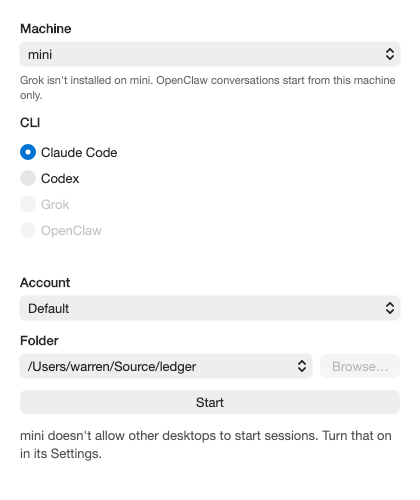 Machine
mini
Grok isn't installed on mini. OpenClaw conversations start from this machine
only.
CLI
Claude Code
Codex
Grok
OpenClaw
Account
Default
Folder
/Users/warren/Source/ledger
Browse...
Start
mini doesn't allow other desktops to start sessions. Turn that on
in its Settings.